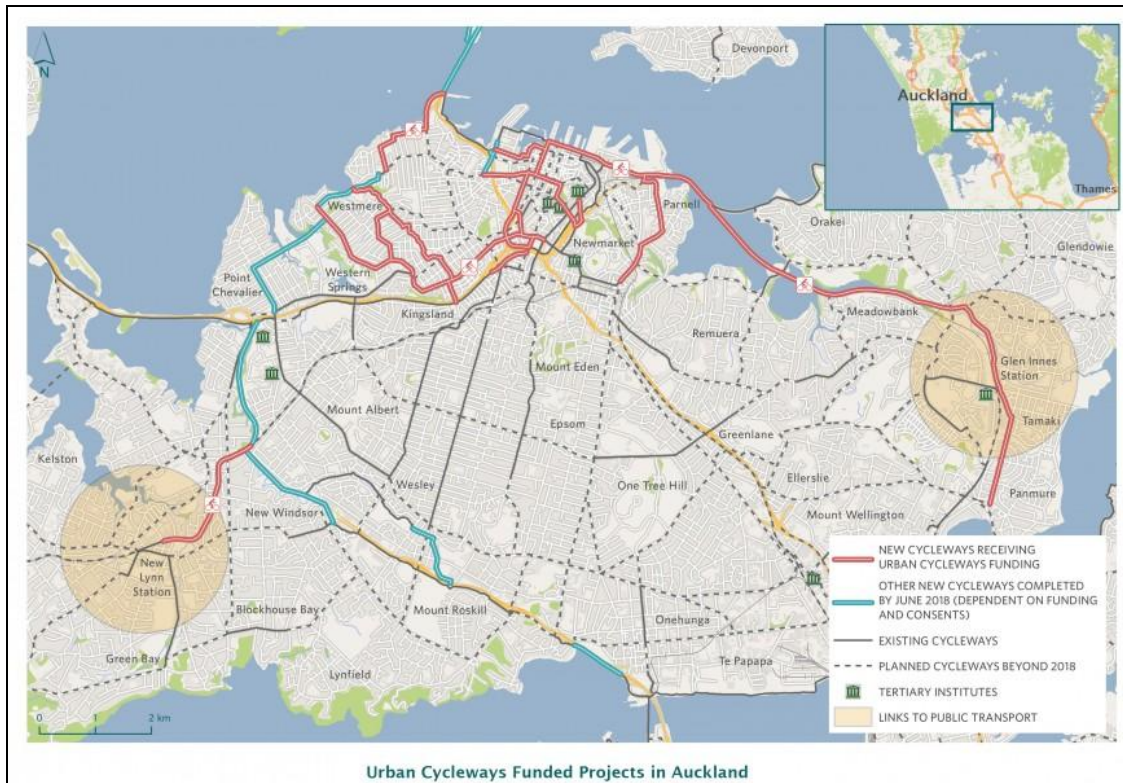 N
Devonport
Auckland
Thames
Westmere
Parnell
Orakei
Glendowie
Point
Chevalier
Western
Springs
Newmarket
Kingsland
Meadowbank
Remuera
Glen Innes
Station
Mount Eden
Mount Albert
Tamaki
Epsom
Greenlane
Kelston
Ellerslie
Wesley
One Tree Hill
Panmure
New Windsor
Mount Wellington
New Lynn
Station
Blockhouse Bay
Mount Roskill
Onehunga
Green Bay
Lynfield
Te Papapa
0 1 2 km
NEW CYCLEWAYS RECEIVING
URBAN CYCLEWAYS FUNDING
OTHER NEW CYCLEWAYS COMPLETED
BY JUNE 2018 (DEPENDENT ON FUNDING
AND CONSENTS)
EXISTING CYCLEWAYS
PLANNED CYCLEWAYS BEYOND 2018
TERTIARY INSTITUTES
LINKS TO PUBLIC TRANSPORT
Urban Cycleways Funded Projects in Auckland